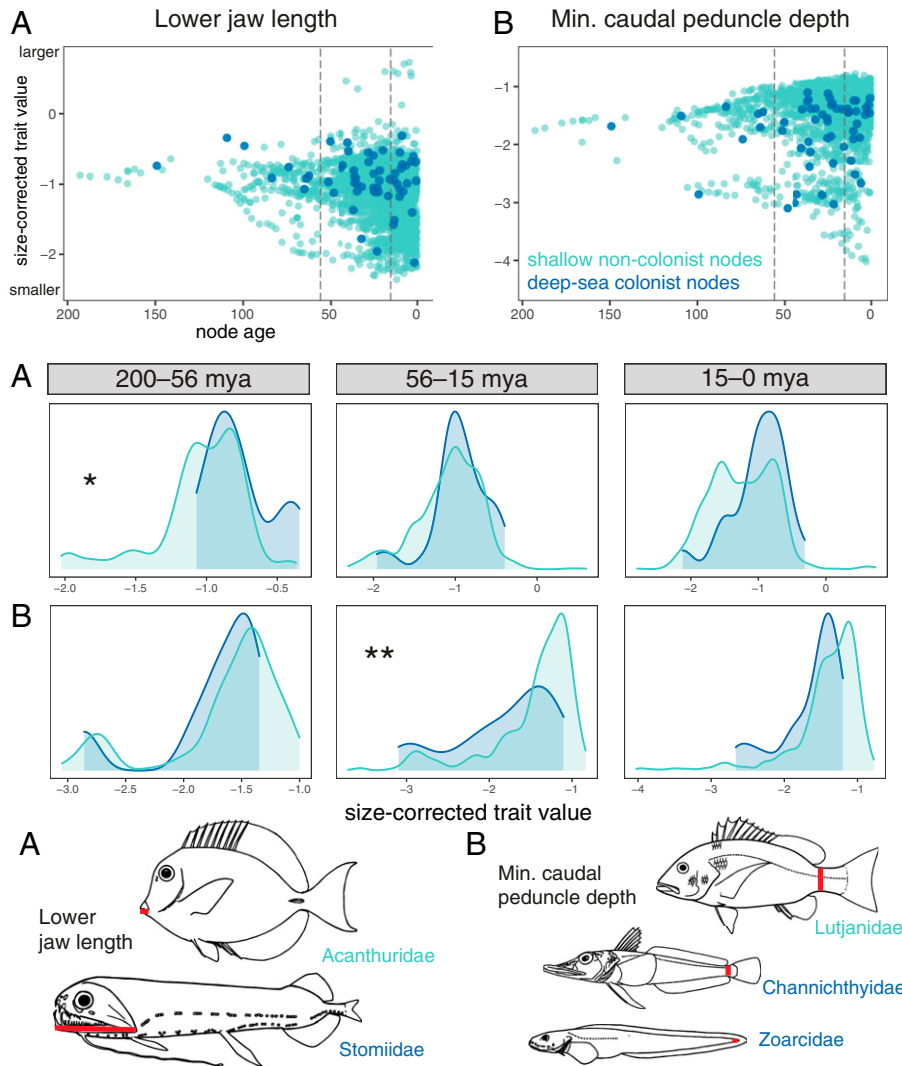 A
Lower jaw length
B
Min. caudal peduncle depth
size-corrected trait value
larger
0
−1
−2
smaller
200
150
100
50
0
node age
−1
−2
−3
−4
shallow non-colonist nodes
deep-sea colonist nodes
200
150
100
50
0
A
200–56 mya
56–15 mya
15–0 mya
*
−2.0
−1.5
−1.0
−0.5
−2
−1
0
−3
−2
−1
0
B
**
−3.0
−2.5
−2.0
−1.5
−1.0
−3
−2
−1
−4
−3
−2
−1
size-corrected trait value
A
Lower
jaw length
Acanthuridae
Stomiidae
B
Min. caudal
peduncle depth
Lutjanidae
Channichthyidae
Zoarcidae